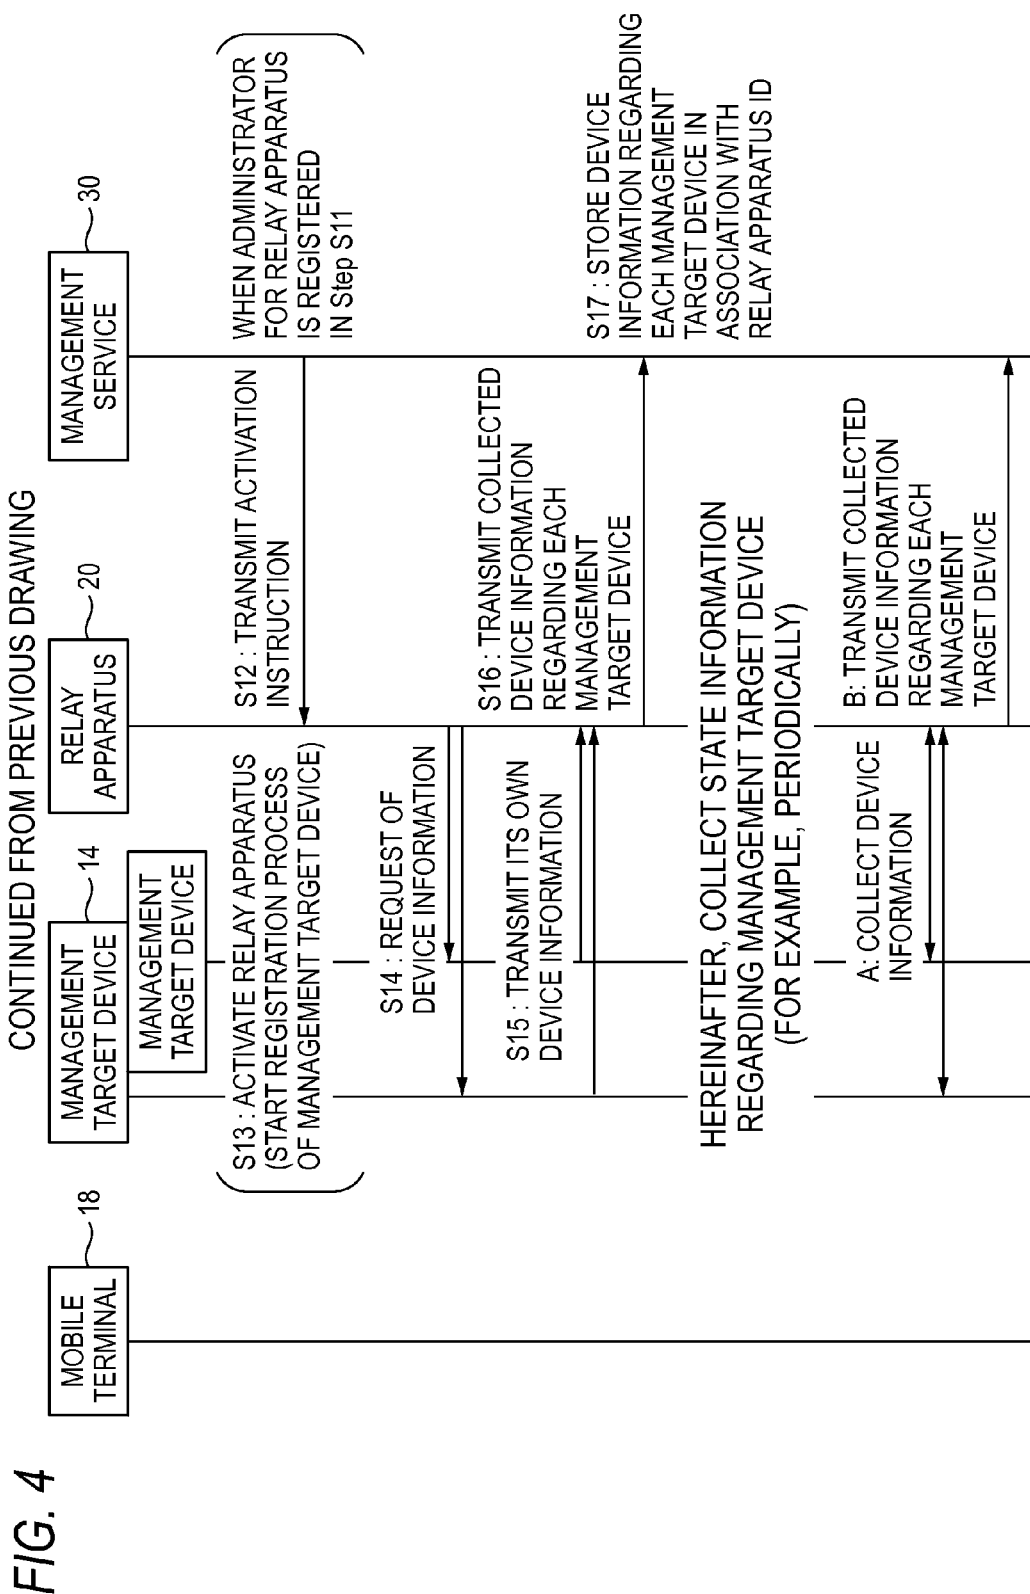 FIG. 4
CONTINUED FROM PREVIOUS DRAWING
MOBILE
TERMINAL
18
MANAGEMENT
TARGET DEVICE
14
MANAGEMENT
TARGET DEVICE
RELAY
APPARATUS
20
MANAGEMENT
SERVICE
30
WHEN ADMINISTRATOR
FOR RELAY APPARATUS
IS REGISTERED
IN Step S11
S12 : TRANSMIT ACTIVATION
INSTRUCTION
S13 : ACTIVATE RELAY APPARATUS
(START REGISTRATION PROCESS
OF MANAGEMENT TARGET DEVICE)
S14 : REQUEST OF
DEVICE INFORMATION
S15 : TRANSMIT ITS OWN
DEVICE INFORMATION
S16 : TRANSMIT COLLECTED
DEVICE INFORMATION
REGARDING EACH
MANAGEMENT
TARGET DEVICE
S17 : STORE DEVICE
INFORMATION REGARDING
EACH MANAGEMENT
TARGET DEVICE IN
ASSOCIATION WITH
RELAY APPARATUS ID
HEREINAFTER, COLLECT STATE INFORMATION
REGARDING MANAGEMENT TARGET DEVICE
(FOR EXAMPLE, PERIODICALLY)
A: COLLECT DEVICE
INFORMATION
B: TRANSMIT COLLECTED
DEVICE INFORMATION
REGARDING EACH
MANAGEMENT
TARGET DEVICE